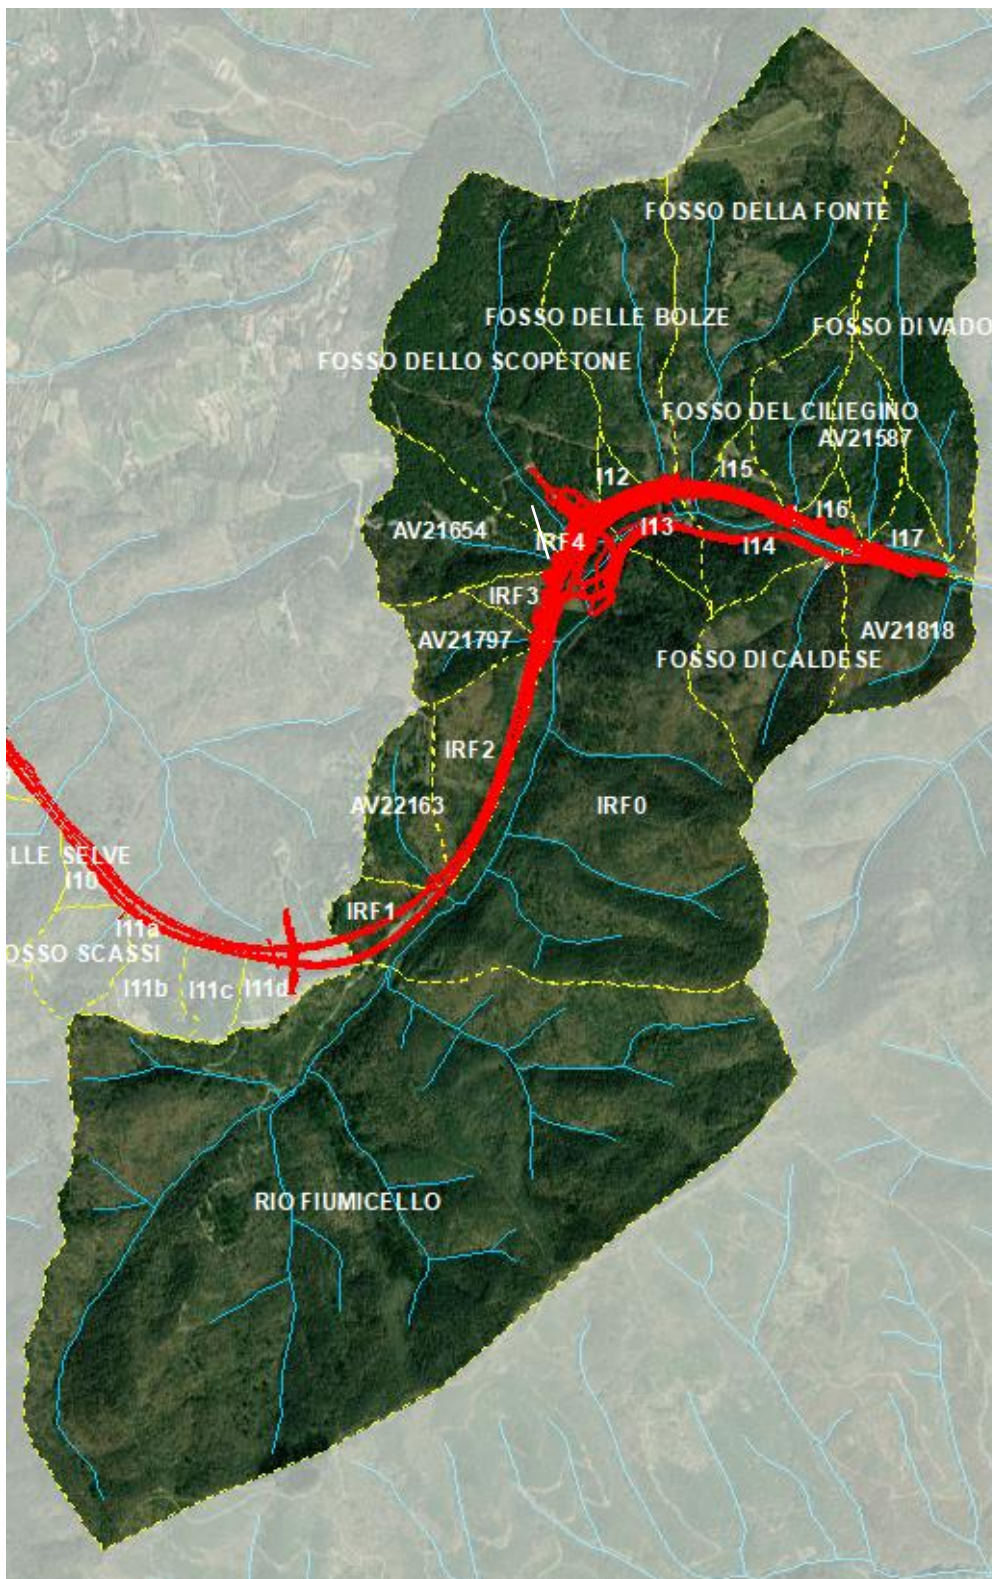 FOSSO DELLA FONTE
FOSSO DELLE BOLZE
FOSSO DI VADO
FOSSO DELLO SCOPETONE
FOSSO DEL CILIEGINO
AV21587
I12
I15
I16
I13
I17
AV21654
IRF4
I14
IRF3
AV21797
AV21818
FOSSO DI CALDESE
IRF2
AV22163
IRF0
LLE SELVE
I10
IRF1
I11a
OSSO SCASSI
I11b
I11c
I11d
RIO FIUMICELLO